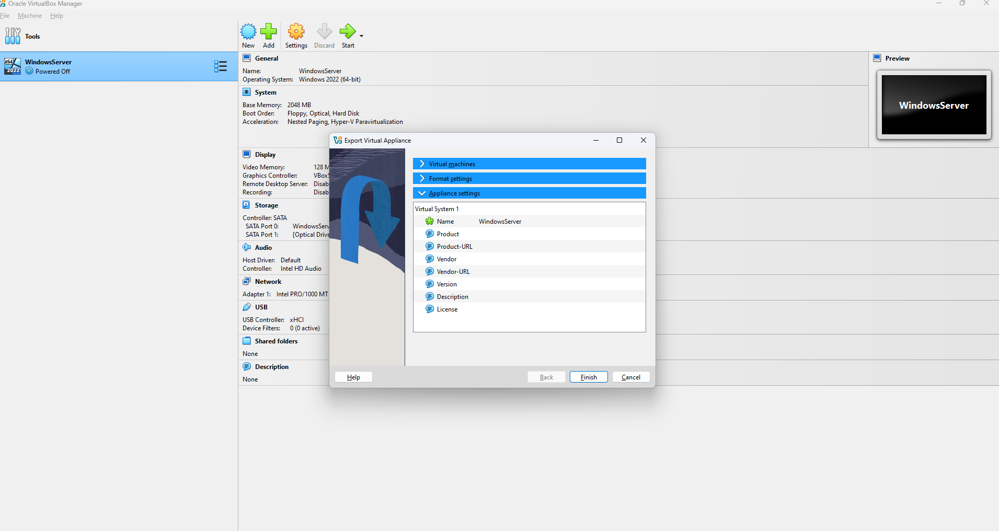 Oracle VirtualBox Manager
File Machine Help
Tools
New Add Settings Discard Start
x64 2022
WindowsServer
Powered Off
General
Name: WindowsServer
Operating System: Windows 2022 (64-bit)
Preview
WindowsServer
System
Base Memory: 2048 MB
Boot Order: Floppy, Optical, Hard Disk
Acceleration: Nested Paging, Hyper-V Paravirtualization
Display
Video Memory: 128 M
Graphics Controller: VBoxS
Remote Desktop Server: Disab
Recording: Disab
Storage
Controller: SATA
SATA Port 0: WindowsServ
SATA Port 1: [Optical Drive
Audio
Host Driver: Default
Controller: Intel HD Audio
Network
Adapter 1: Intel PRO/1000 MT
USB
USB Controller: xHCI
Device Filters: 0 (0 active)
Shared folders
None
Description
None
Export Virtual Appliance
Virtual machines
Format settings
Appliance settings
Virtual System 1
Name WindowsServer
Product
Product-URL
Vendor
Vendor-URL
Version
Description
License
Help Back Finish Cancel